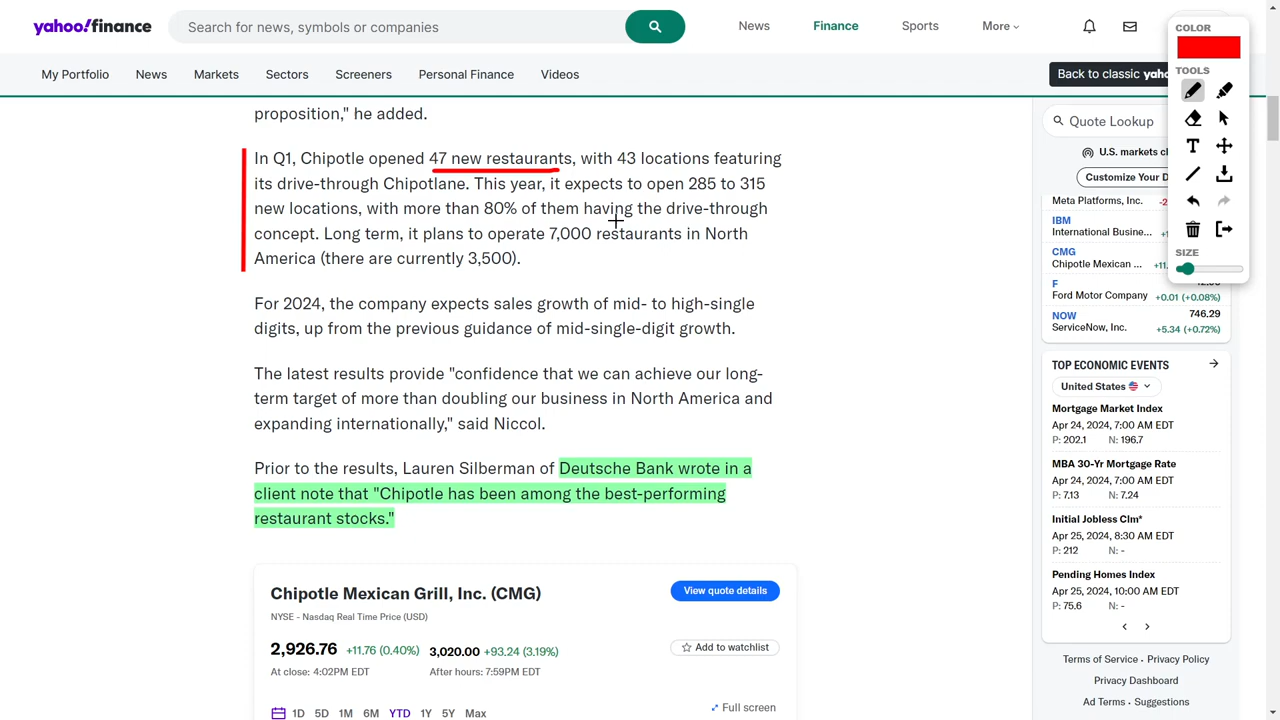 yahoo!finance
Search for news, symbols or companies
News
Finance
Sports
More
My Portfolio
News
Markets
Sectors
Screeners
Personal Finance
Videos
Back to classic
COLOR
TOOLS
T
SIZE
proposition," he added.
In Q1, Chipotle opened 47 new restaurants, with 43 locations featuring
its drive-through Chipotlane. This year, it expects to open 285 to 315
new locations, with more than 80% of them having the drive-through
concept. Long term, it plans to operate 7,000 restaurants in North
America (there are currently 3,500).
For 2024, the company expects sales growth of mid- to high-single
digits, up from the previous guidance of mid-single-digit growth.
The latest results provide "confidence that we can achieve our long-
term target of more than doubling our business in North America and
expanding internationally," said Niccol.
Prior to the results, Lauren Silberman of Deutsche Bank wrote in a
client note that "Chipotle has been among the best-performing
restaurant stocks."
Chipotle Mexican Grill, Inc. (CMG)
View quote details
NYSE - Nasdaq Real Time Price (USD)
2,926.76 +11.76 (0.40%) 3,020.00 +93.24 (3.19%)
Add to watchlist
At close: 4:02PM EDT
After hours: 7:59PM EDT
1D 5D 1M 6M YTD 1Y 5Y Max
Full screen
Quote Lookup
U.S. markets
Customize Your
Meta Platforms, Inc.
IBM
International Busine...
CMG
Chipotle Mexican ...
F
Ford Motor Company +0.01 (+0.08%)
NOW 746.29
ServiceNow, Inc. +5.34 (+0.72%)
TOP ECONOMIC EVENTS
United States
Mortgage Market Index
Apr 24, 2024, 7:00 AM EDT
P: 202.1 N: 196.7
MBA 30-Yr Mortgage Rate
Apr 24, 2024, 7:00 AM EDT
P: 7.13 N: 7.24
Initial Jobless Clm*
Apr 25, 2024, 8:30 AM EDT
P: 212 N: -
Pending Homes Index
Apr 25, 2024, 10:00 AM EDT
P: 75.6 N: -
Terms of Service • Privacy Policy
Privacy Dashboard
Ad Terms • Suggestions